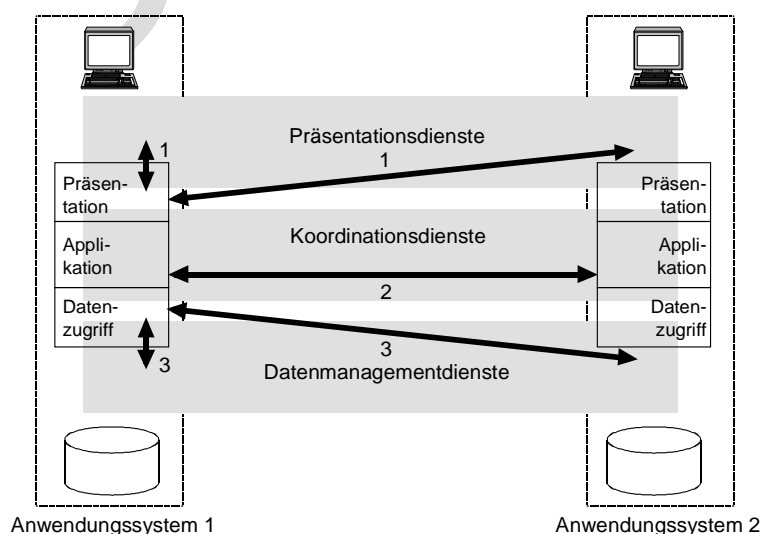 Präsentationsdienste
1
1
Präsen-
tation
Präsen-
tation
Koordinationsdienste
Appli-
kation
Appli-
kation
2
Daten-
zugriff
Daten-
zugriff
3
3
Datenmanagementdienste
Anwendungssystem 1
Anwendungssystem 2